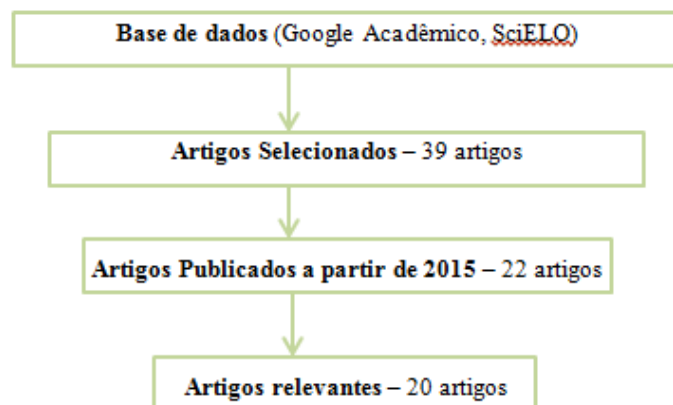 Base de dados (Google Acadêmico, SciELO)
Artigos Selecionados – 39 artigos
Artigos Publicados a partir de 2015 – 22 artigos
Artigos relevantes – 20 artigos